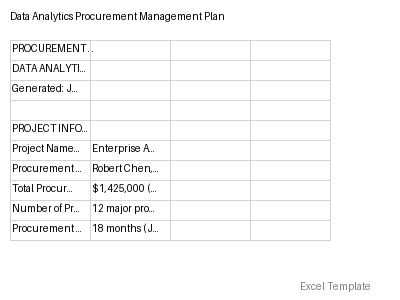 Data Analytics Procurement Management Plan
PROCUREMENT...
DATA ANALYTI...
Generated: J...
PROJECT INFO...
Project Name... Enterprise A...
Procurement ... Robert Chen,...
Total Procur... $1,425,000 (...
Number of Pr... 12 major pro...
Procurement ... 18 months (J...
Excel Template